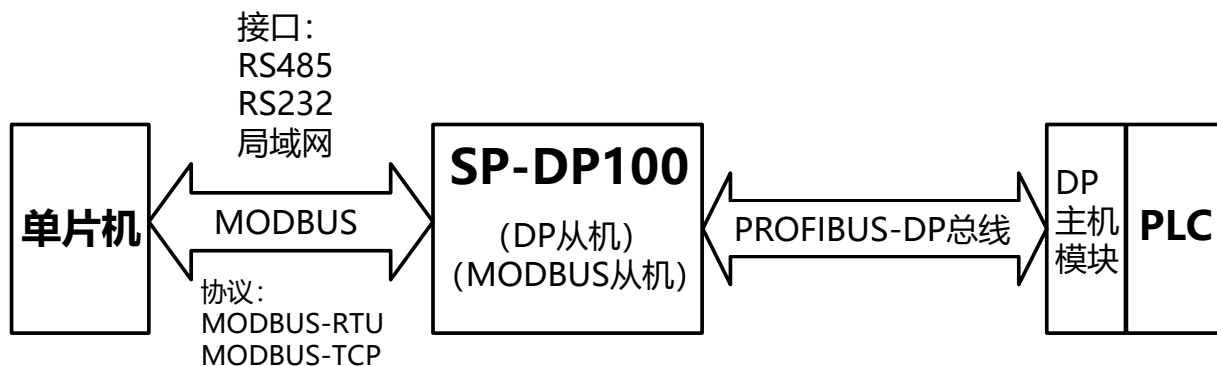 接口：
RS485
RS232
局域网
单片机
MODBUS
协议：
MODBUS-RTU
MODBUS-TCP
SP-DP100
(DP从机)
(MODBUS从机)
PROFIBUS-DP总线
DP
主机
模块
PLC